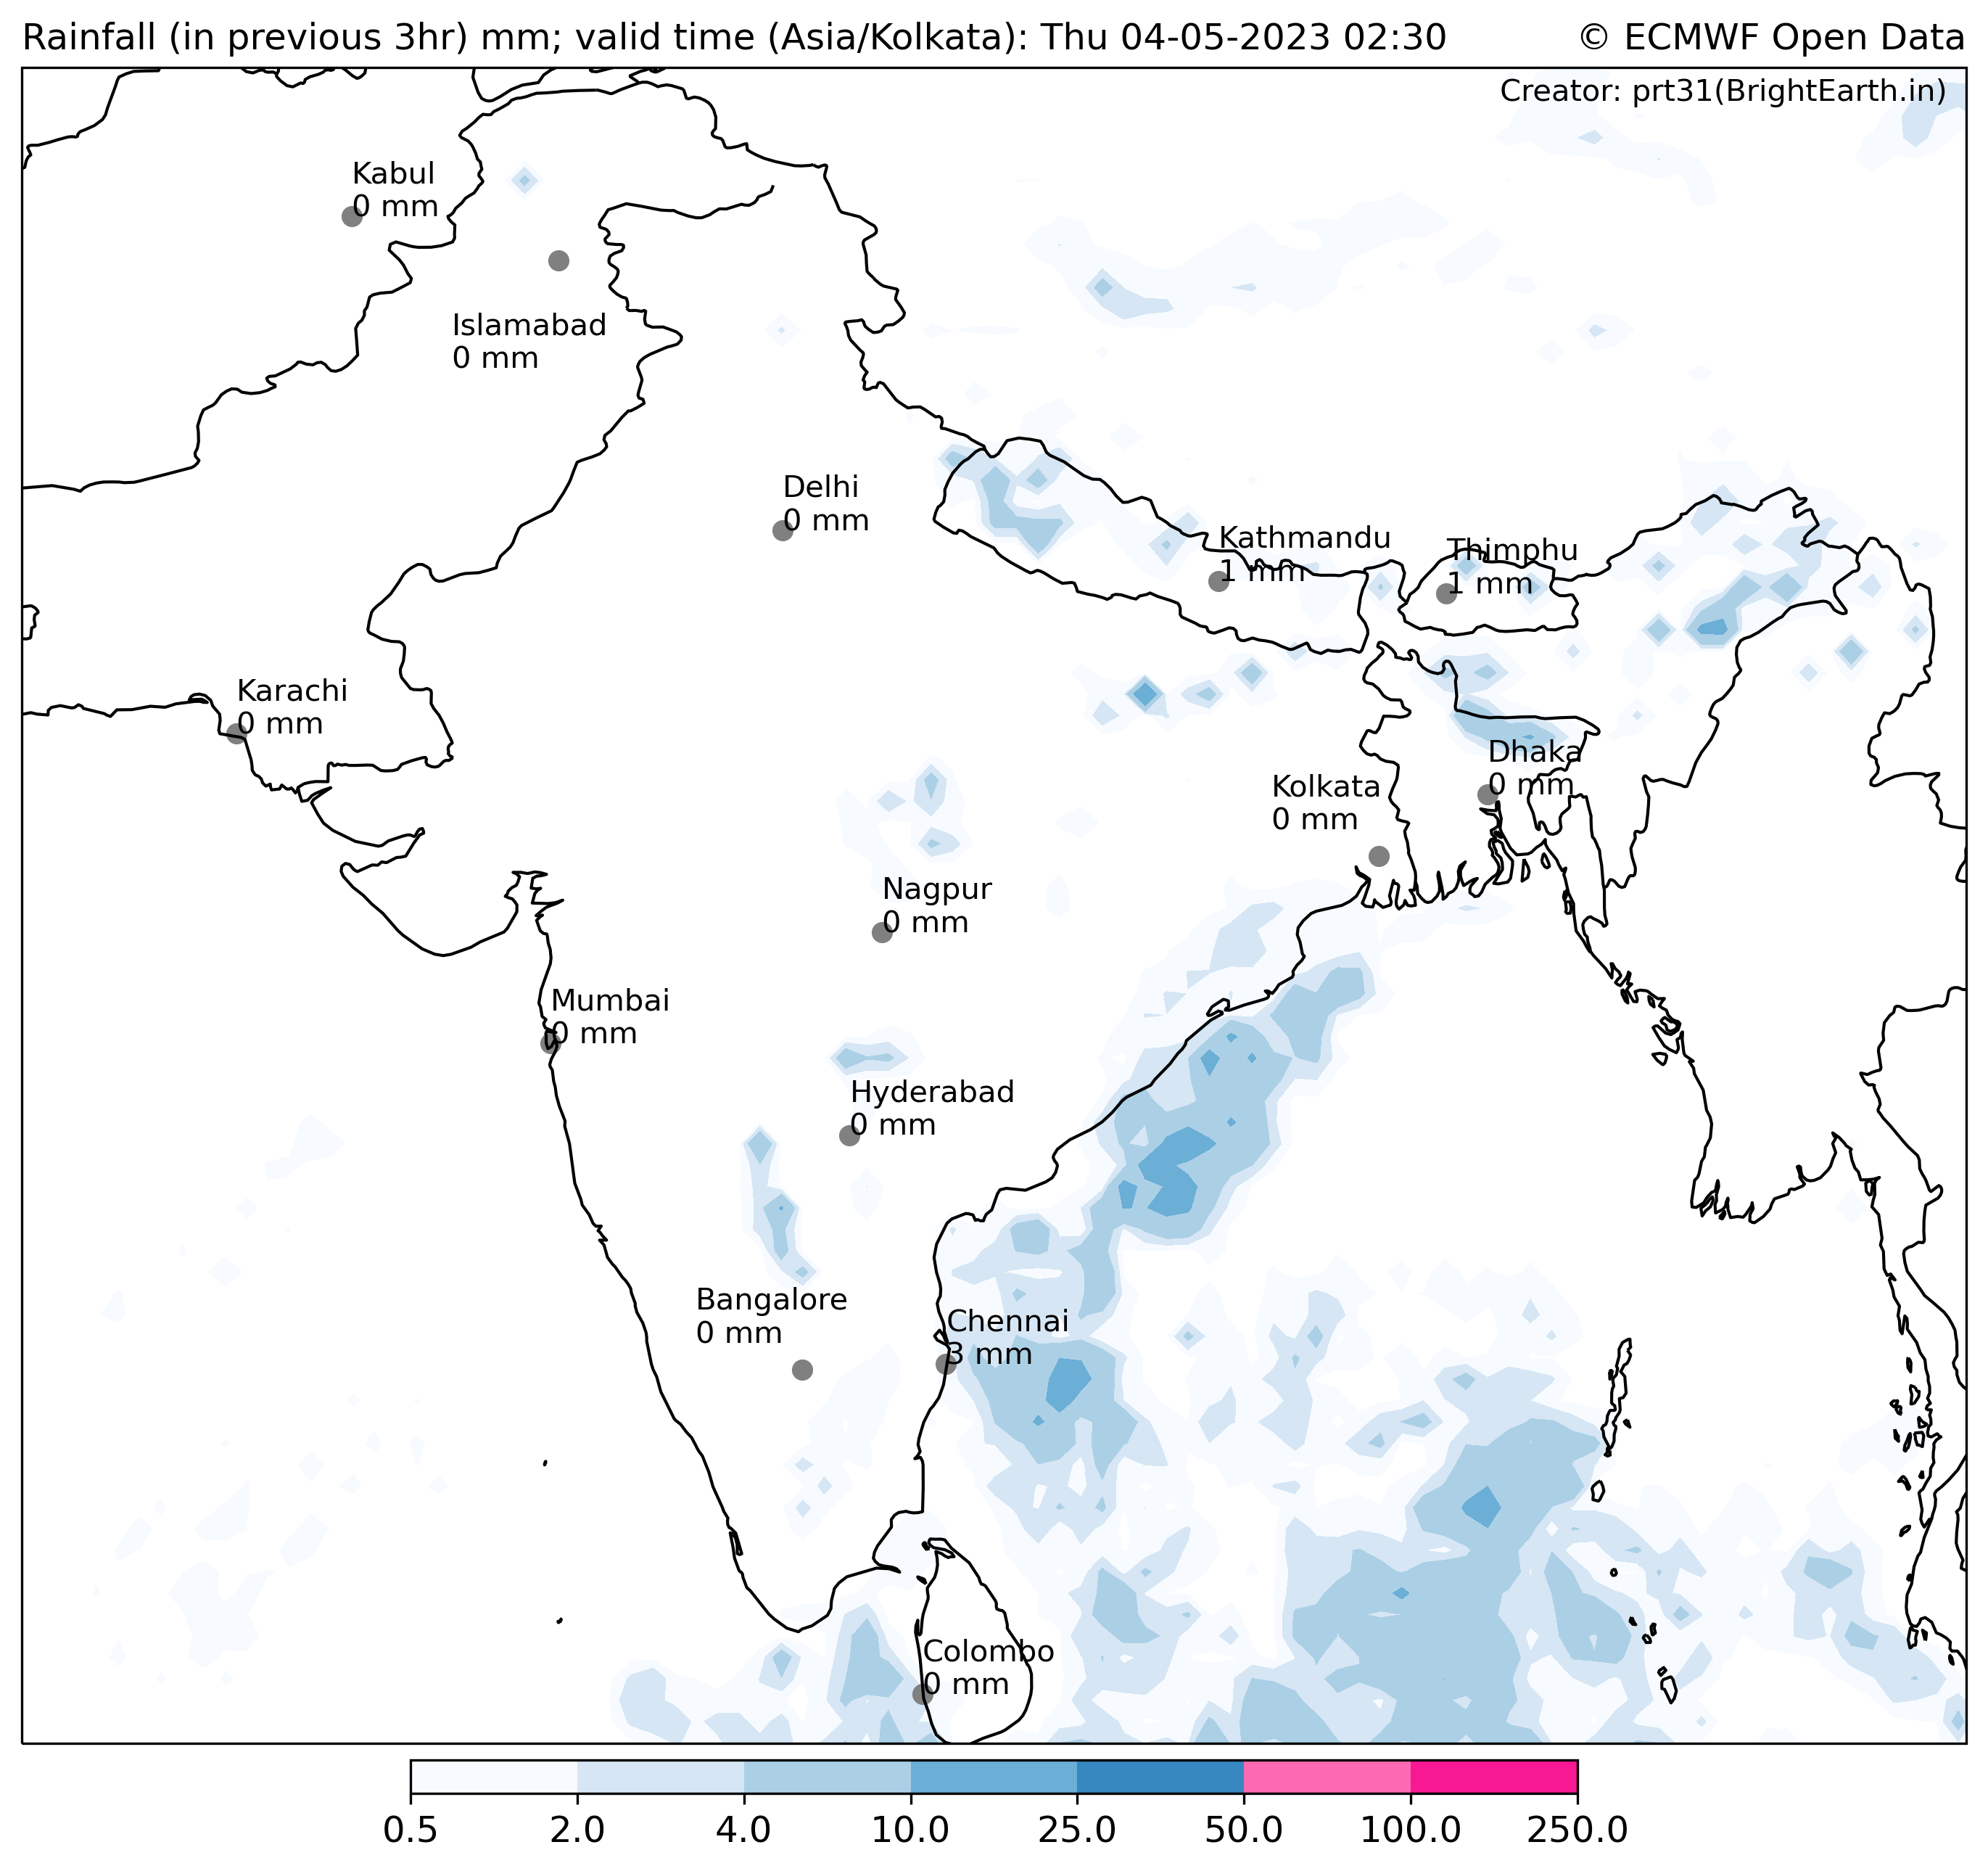 Rainfall (in previous 3hr) mm; valid time (Asia/Kolkata): Thu 04-05-2023 02:30
© ECMWF Open Data
Creator: prt31(BrightEarth.in)
Kabul
0 mm
Islamabad
0 mm
Delhi
0 mm
Kathmandu
1 mm
Thimphu
1 mm
Karachi
0 mm
Dhaka
0 mm
Kolkata
0 mm
Nagpur
0 mm
Mumbai
0 mm
Hyderabad
0 mm
Bangalore
0 mm
Chennai
3 mm
Colombo
0 mm
0.5 2.0 4.0 10.0 25.0 50.0 100.0 250.0